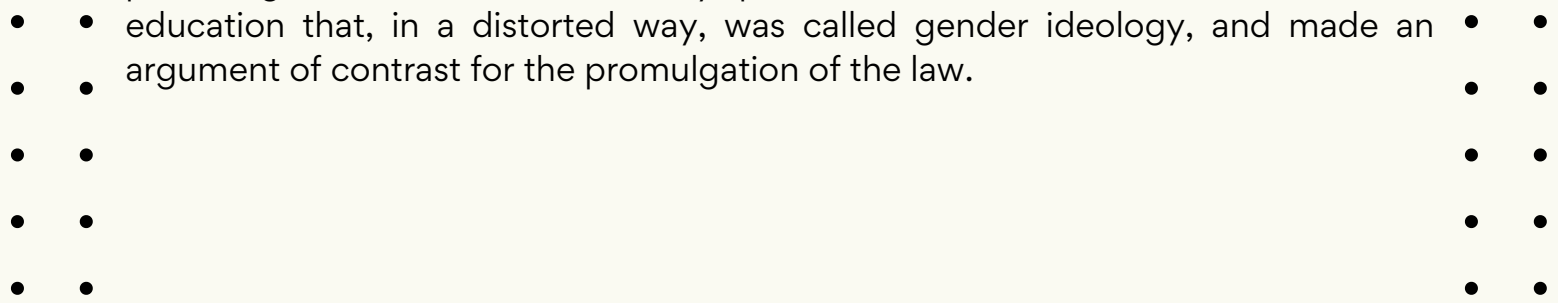 education that, in a distorted way, was called gender ideology, and made an
argument of contrast for the promulgation of the law.